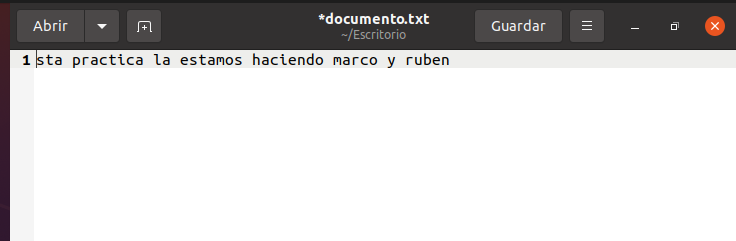 Abrir
*documento.txt
~/Escritorio
Guardar
1 sta practica la estamos haciendo marco y ruben